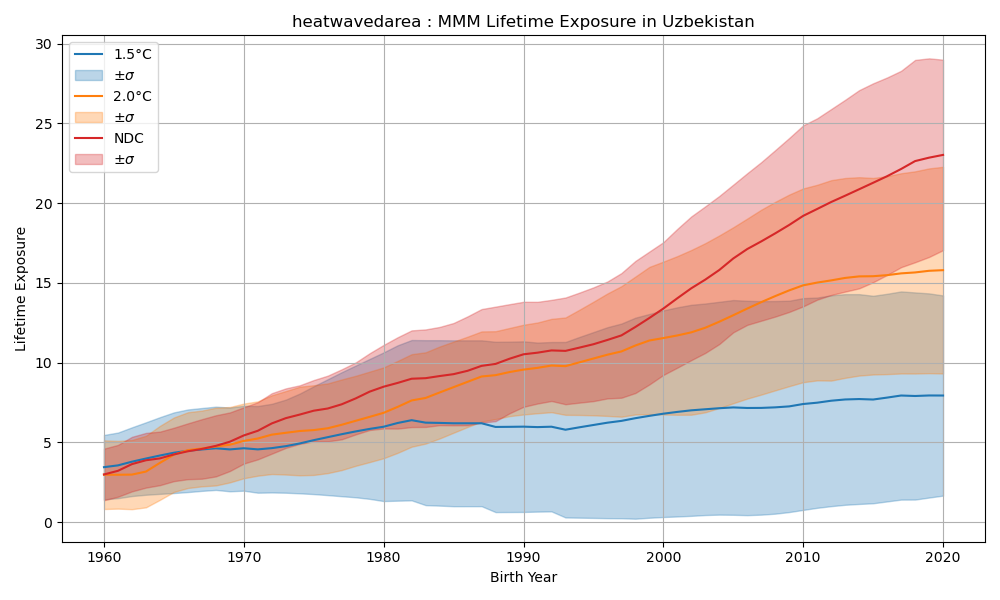 heatwavedarea : MMM Lifetime Exposure in Uzbekistan
30
25
20
15
10
5
0
Lifetime Exposure
1.5°C
±σ
2.0°C
±σ
NDC
±σ
1960 1970 1980 1990 2000 2010 2020
Birth Year